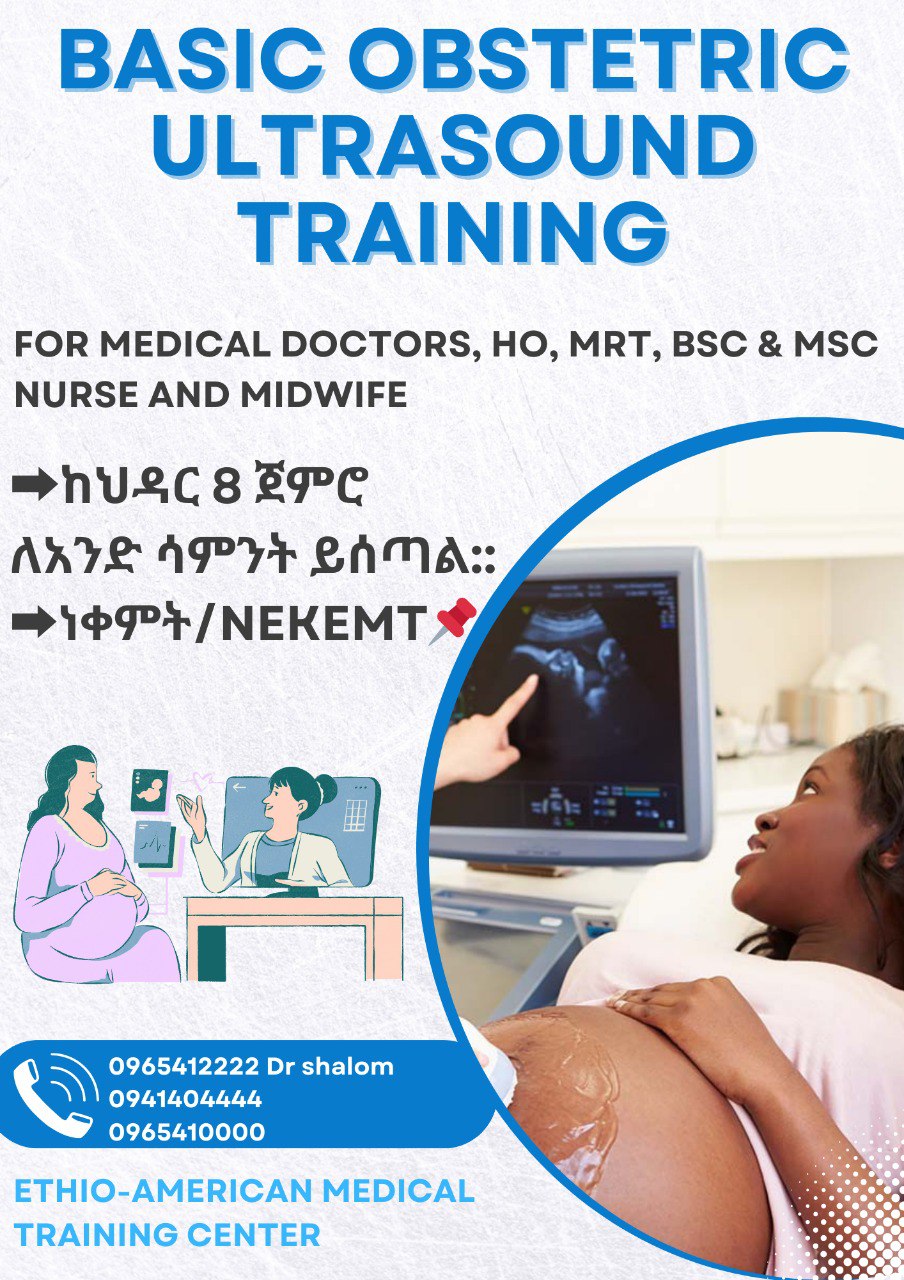 BASIC OBSTETRIC
ULTRASOUND
TRAINING
FOR MEDICAL DOCTORS, HO, MRT, BSC & MSC
NURSE AND MIDWIFE
➡ከህዳር 8 ጀምሮ
ለአንድ ሳምንት ይሰጣል::
➡ነቀምት/NEKEMT📌
0965412222 Dr shalom
0941404444
0965410000
ETHIO-AMERICAN MEDICAL
TRAINING CENTER